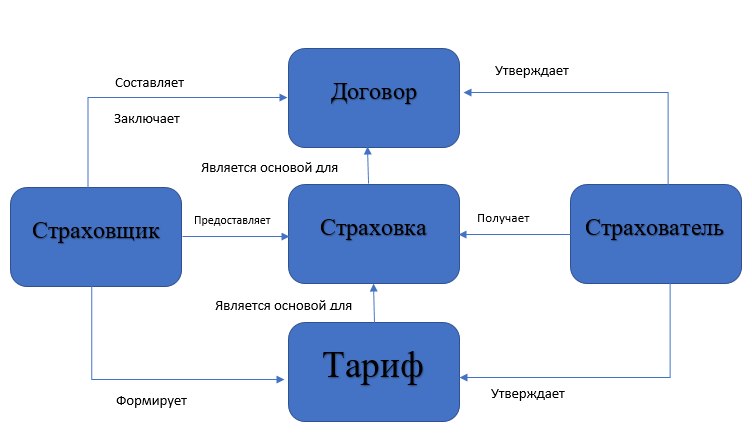 Составляет
Заключает
Договор
Утверждает
Является основой для
Страховщик
Предоставляет
Страховка
Получает
Страхователь
Является основой для
Тариф
Формирует
Утверждает